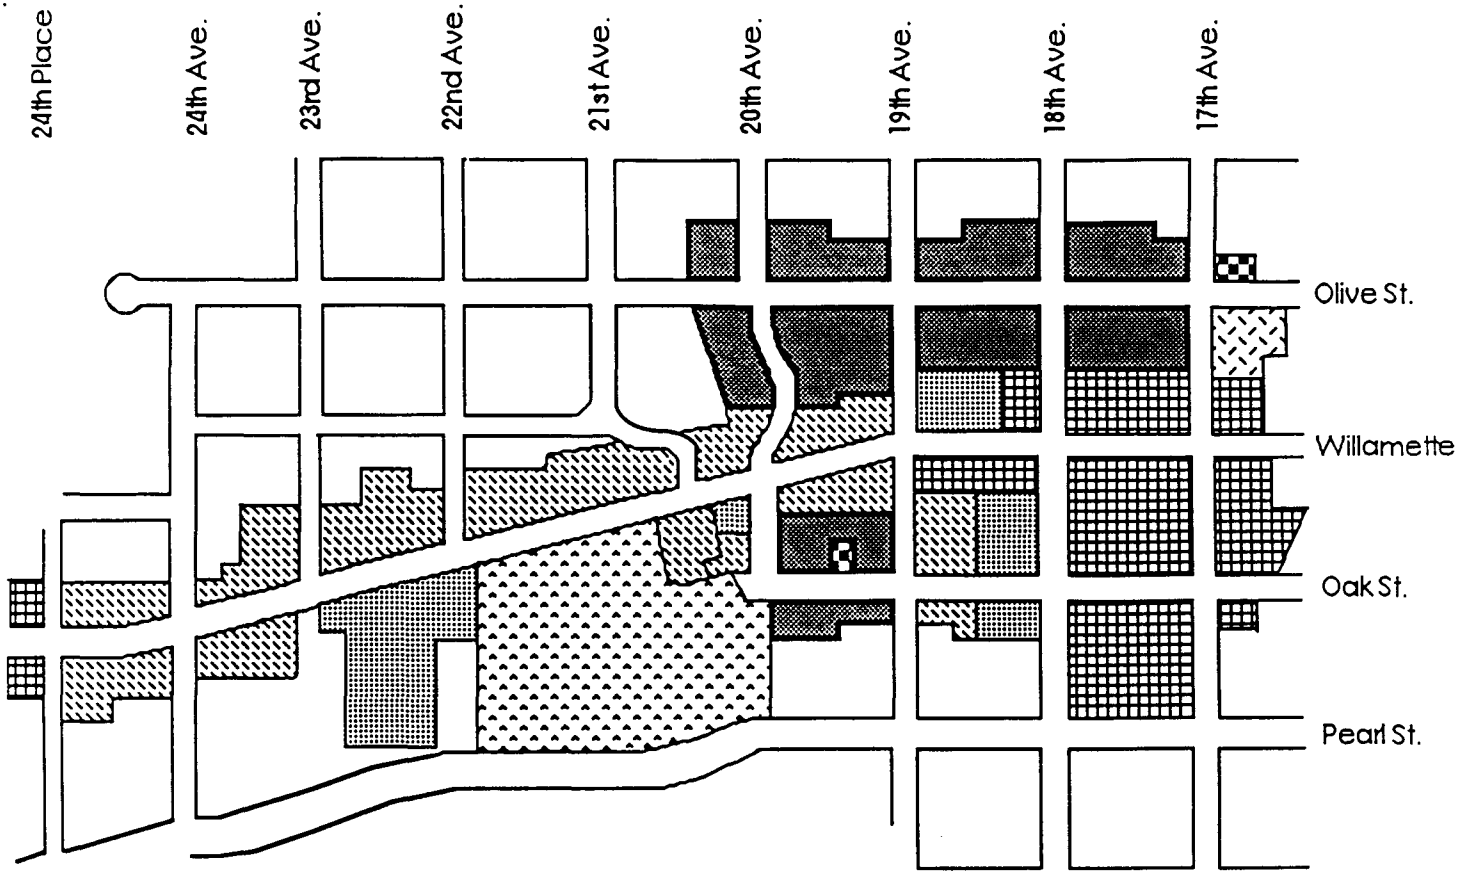 24th Place
24th Ave.
23rd Ave.
22nd Ave.
21st Ave.
20th Ave.
19th Ave.
18th Ave.
17th Ave.
Olive St.
Willamette
Oak St.
Pearl St.